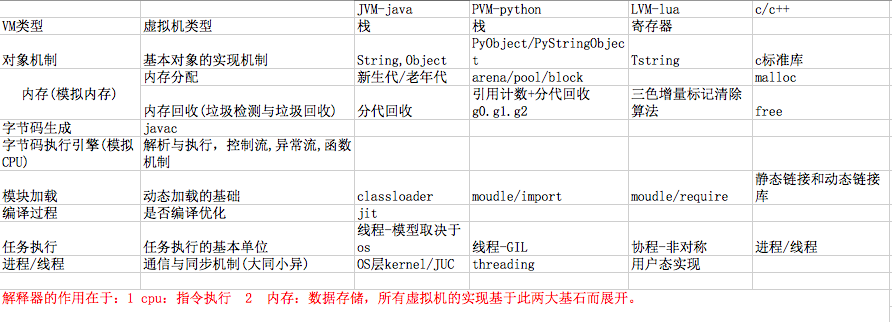 JVM-java PVM-python LVM-lua c/c++
VM类型 虚拟机类型 栈 栈 寄存器
对象机制 基本对象的实现机制 String,Object PyObject/PyStringObject Tstring c标准库
内存(模拟内存) 内存分配 新生代/老年代 arena/pool/block malloc
内存回收(垃圾检测与垃圾回收) 分代回收 引用计数+分代回收 g0.g1.g2 三色增量标记清除算法 free
字节码生成 javac
字节码执行引擎(模拟CPU) 解析与执行，控制流,异常流,函数机制
模块加载 动态加载的基础 classloader moudle/import moudle/require 静态链接和动态链接库
编译过程 是否编译优化 jit
任务执行 任务执行的基本单位 线程-模型取决于os 线程-GIL 协程-非对称 进程/线程
进程/线程 通信与同步机制(大同小异) OS层kernel/JUC threading 用户态实现
解释器的作用在于：1 cpu：指令执行 2 内存：数据存储，所有虚拟机的实现基于此两大基石而展开。